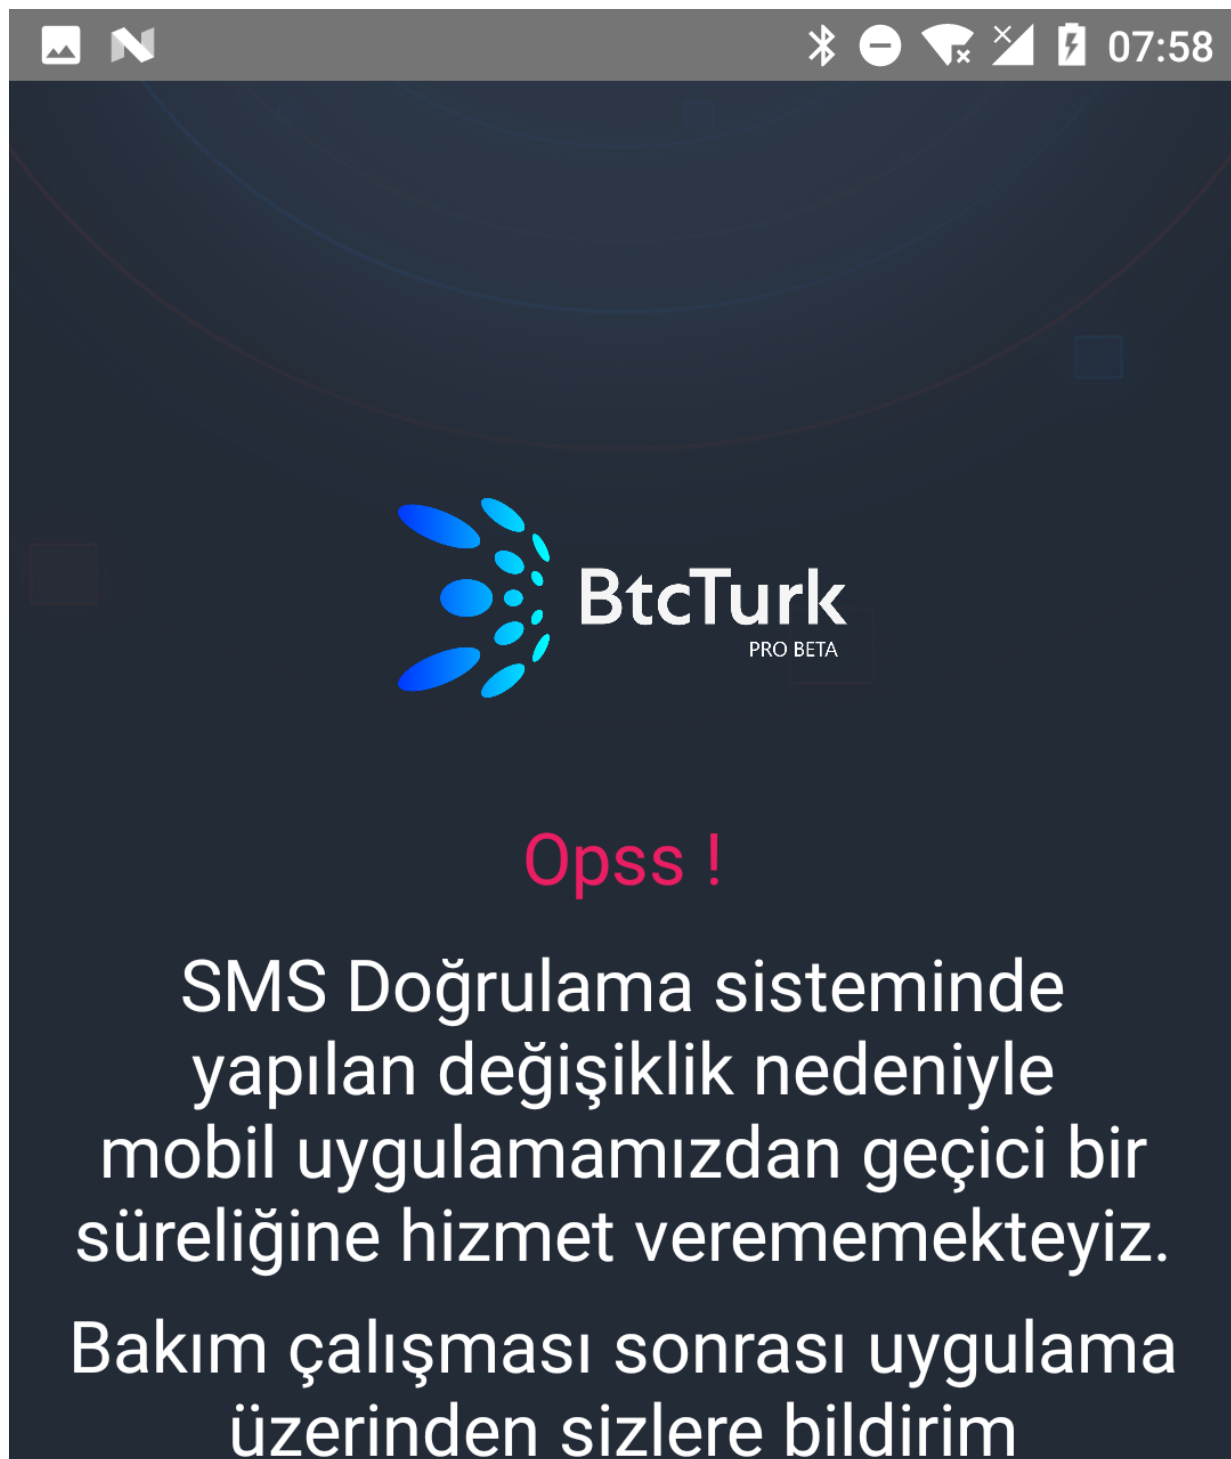 07:58
BtcTurk
PRO BETA
Opss !
SMS Doğrulama sisteminde
yapılan değişiklik nedeniyle
mobil uygulamamızdan geçici bir
süreliğine hizmet verememekteyiz.
Bakım çalışması sonrası uygulama
üzerinden sizlere bildirim